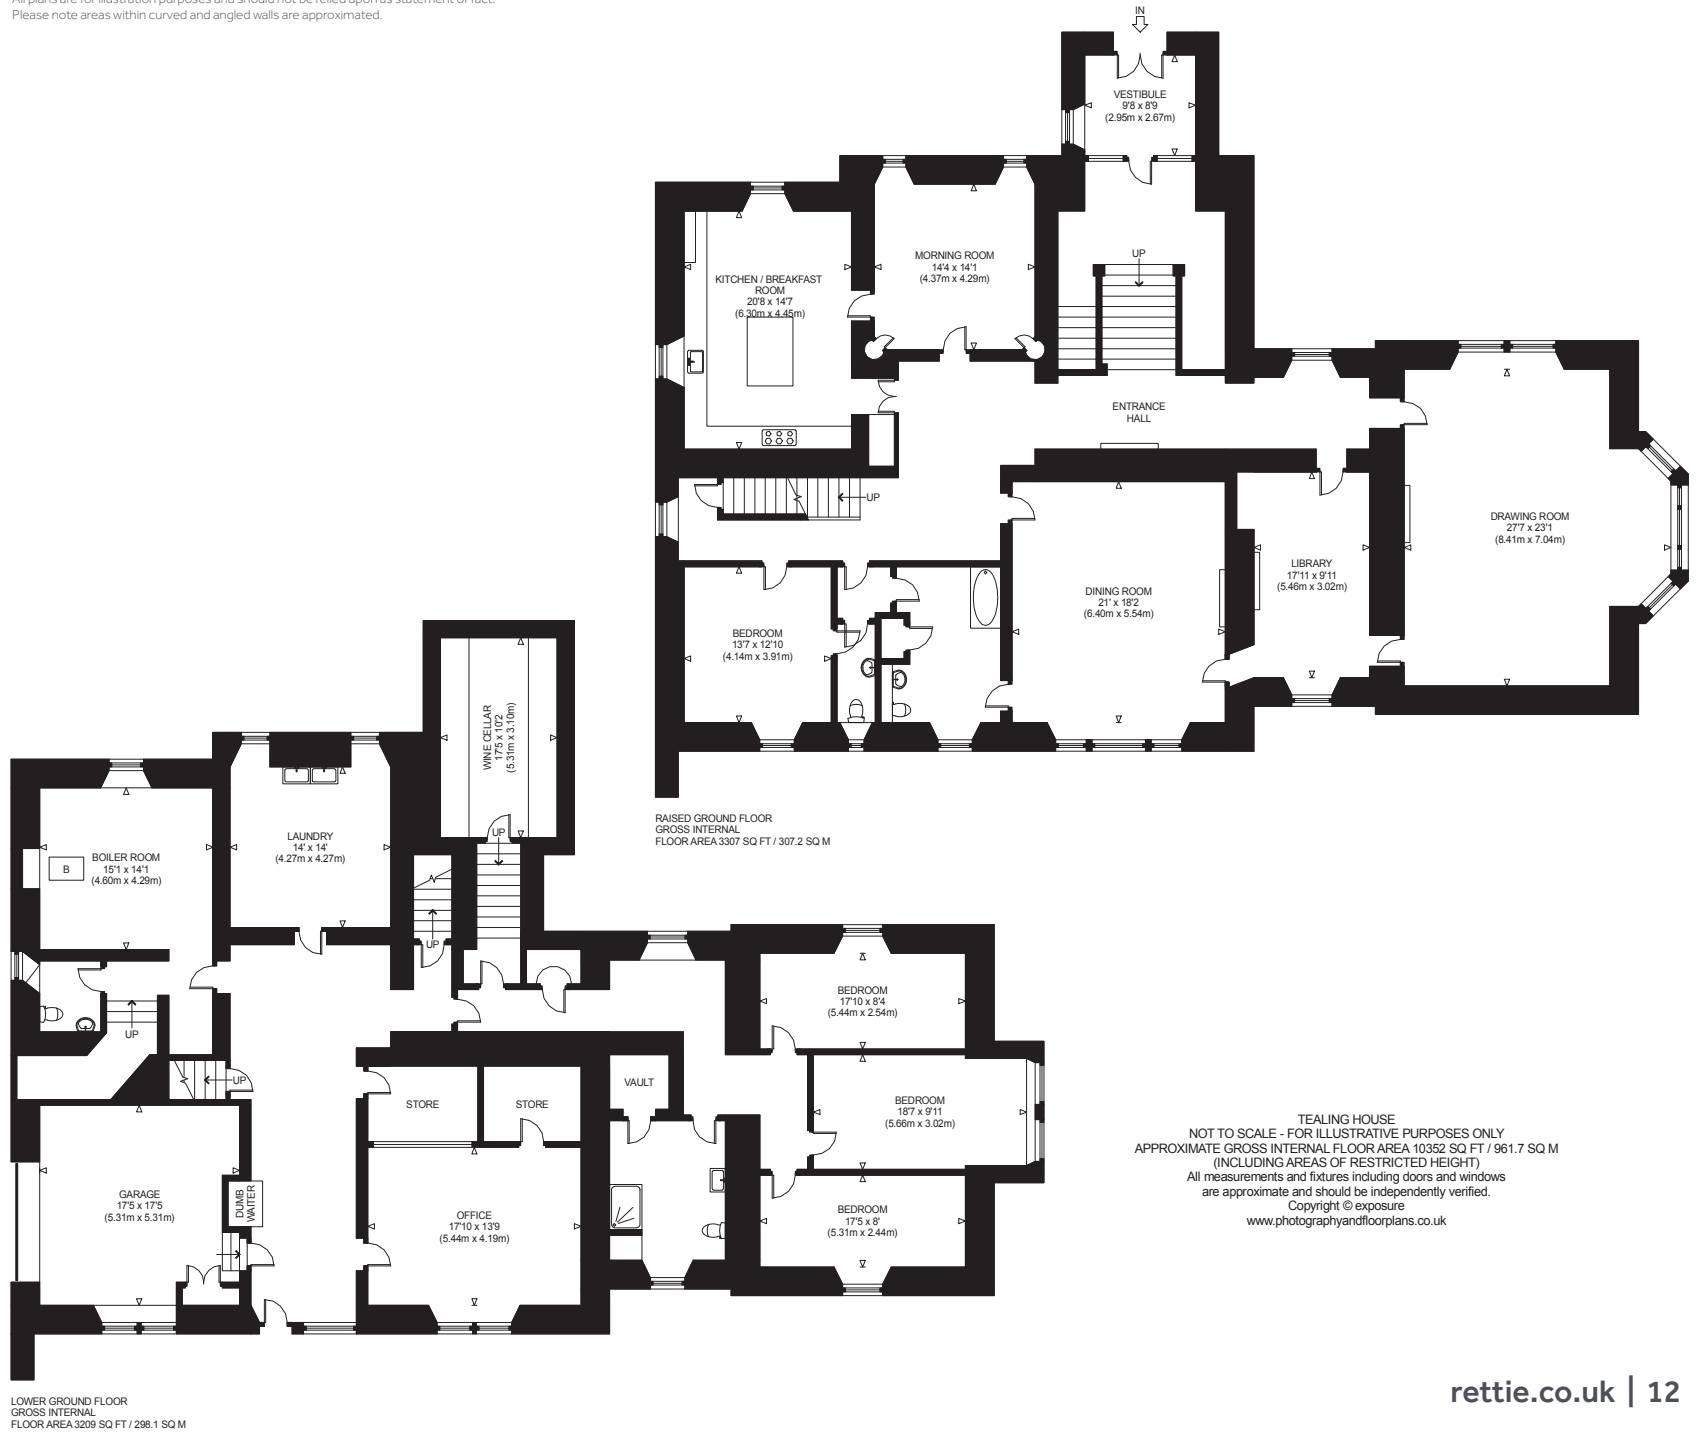 All plans are for illustration purposes and should not be relied upon as statement of fact.
Please note areas within curved and angled walls are approximated.
IN
VESTIBULE
9'8 x 8'9
(2.95m x 2.67m)
MORNING ROOM
14'4 x 14'1
(4.37m x 4.29m)
UP
KITCHEN / BREAKFAST
ROOM
20'8 x 14'7
(6.30m x 4.45m)
ENTRANCE
HALL
UP
DRAWING ROOM
27'7 x 23'1
(8.41m x 7.04m)
LIBRARY
17'11 x 9'11
(5.46m x 3.02m)
DINING ROOM
21' x 18'2
(6.40m x 5.54m)
BEDROOM
13'7 x 12'10
(4.14m x 3.91m)
RAISED GROUND FLOOR
GROSS INTERNAL
FLOOR AREA 3307 SQ FT / 307.2 SQ M
WINE CELLAR
17'5 x 10'2
(5.31m x 3.10m)
UP
LAUNDRY
14' x 14'
(4.27m x 4.27m)
BOILER ROOM
15'1 x 14'1
(4.60m x 4.29m)
B
UP
UP
UP
BEDROOM
17'10 x 8'4
(5.44m x 2.54m)
VAULT
STORE
STORE
BEDROOM
18'7 x 9'11
(5.66m x 3.02m)
GARAGE
17'5 x 17'5
(5.31m x 5.31m)
DUMB
WAITER
OFFICE
17'10 x 13'9
(5.44m x 4.19m)
BEDROOM
17'5 x 8'
(5.31m x 2.44m)
TEALING HOUSE
NOT TO SCALE - FOR ILLUSTRATIVE PURPOSES ONLY
APPROXIMATE GROSS INTERNAL FLOOR AREA 10352 SQ FT / 961.7 SQ M
(INCLUDING AREAS OF RESTRICTED HEIGHT)
All measurements and fixtures including doors and windows
are approximate and should be independently verified.
Copyright © exposure
www.photographyandfloorplans.co.uk
LOWER GROUND FLOOR
GROSS INTERNAL
FLOOR AREA 3209 SQ FT / 298.1 SQ M
rettie.co.uk | 12